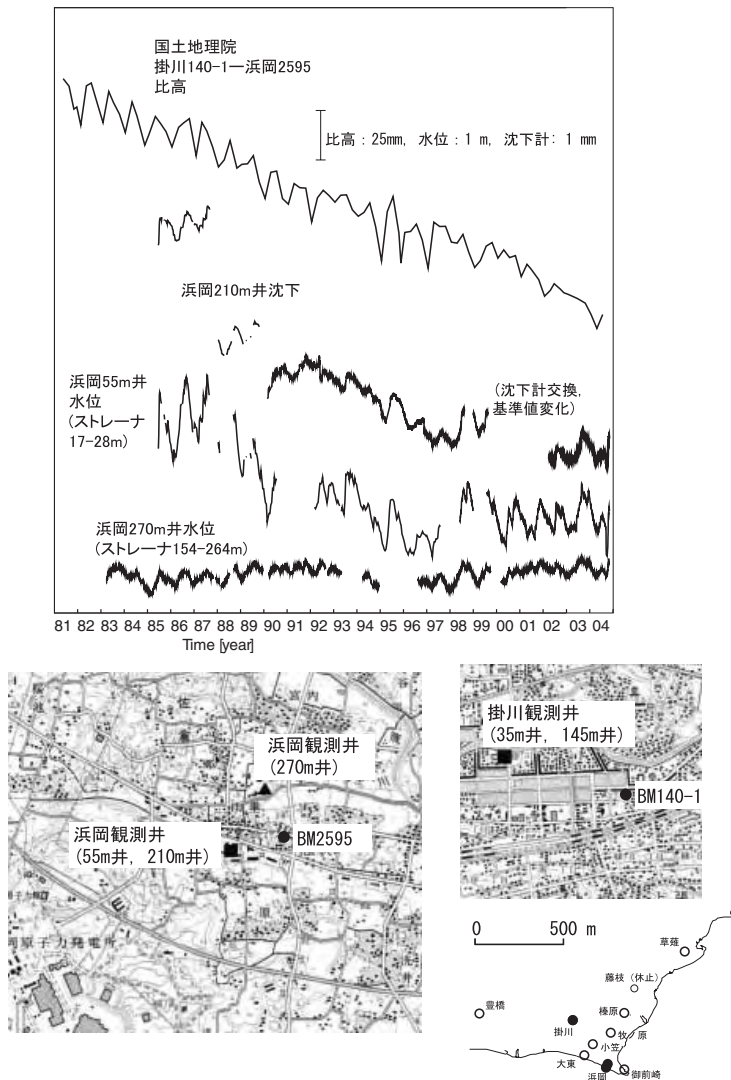 国土地理院
掛川140-1―浜岡2595
比高
比高：25mm, 水位：1 m, 沈下計：1 mm
浜岡210m井沈下
浜岡55m井
水位
(ストレーナ
17-28m)
(沈下計交換,
基準値変化)
浜岡270m井水位
(ストレーナ154-264m)
81 82 83 84 85 86 87 88 89 90 91 92 93 94 95 96 97 98 99 00 01 02 03 04
Time [year]
浜岡観測井
(270m井)
浜岡観測井
(55m井, 210m井)
BM2595
原子力発電所
掛川観測井
(35m井, 145m井)
BM140-1
0 500 m
草薙
藤枝（休止）
豊橋
榛原
掛川
牧ノ原
小笠
大東
浜岡
御前崎